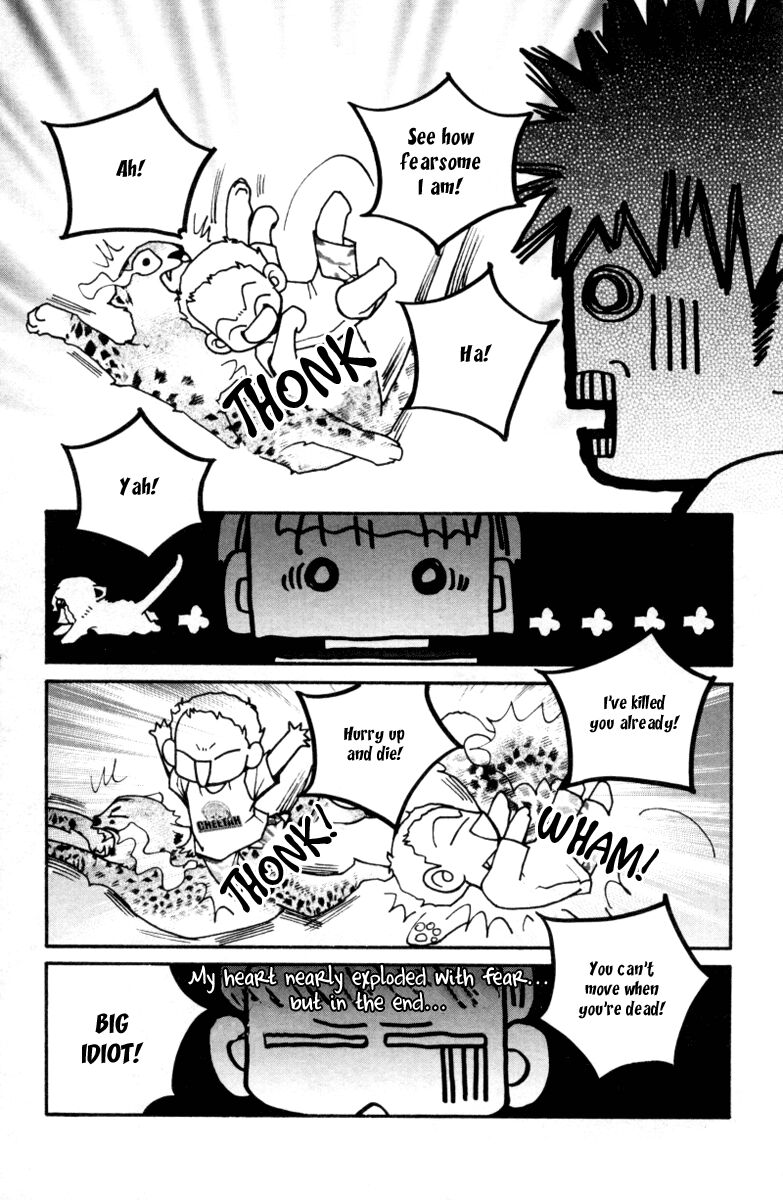 See how
fearsome
I am!
Ah!
Ha!
THONK
Yah!
I've killed
you already!
Hurry up
and die!
CHEETAH
THONK!
WHAM!
You can't
move when
you're dead!
My heart nearly exploded with fear...
but in the end...
BIG
IDIOT!